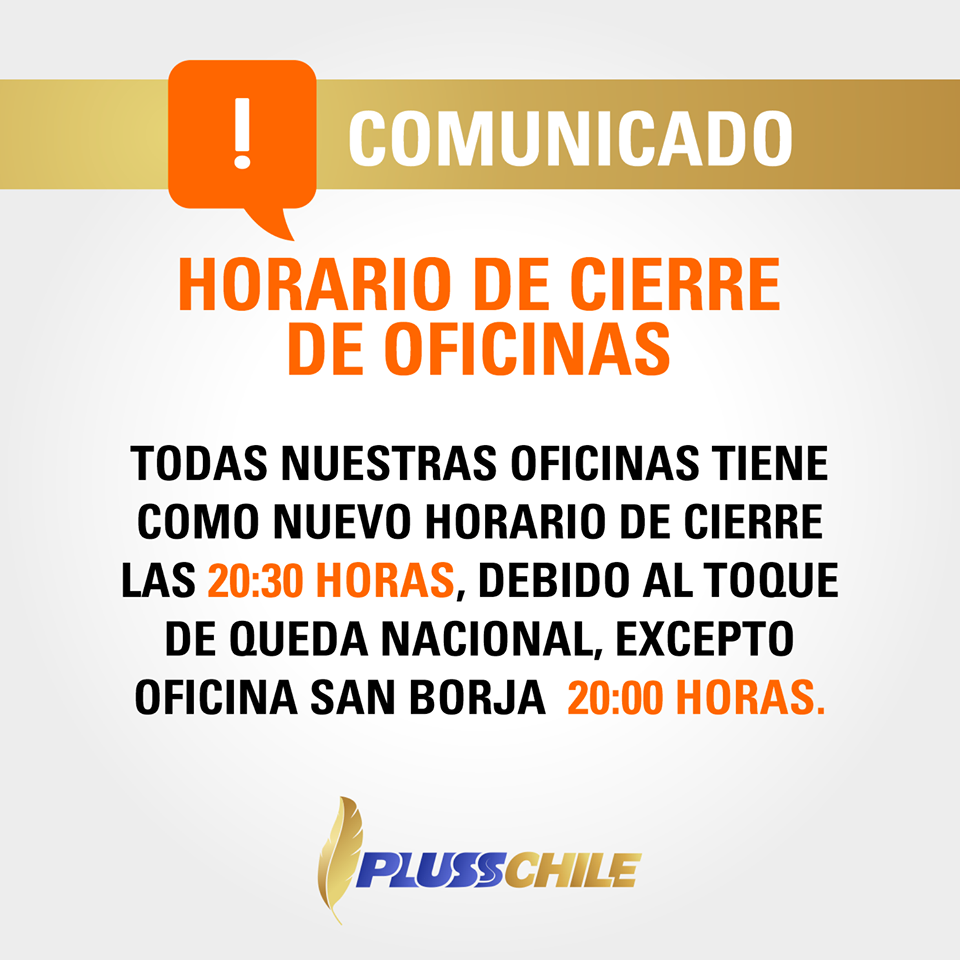 !
COMUNICADO
HORARIO DE CIERRE
DE OFICINAS
TODAS NUESTRAS OFICINAS TIENE
COMO NUEVO HORARIO DE CIERRE
LAS 20:30 HORAS, DEBIDO AL TOQUE
DE QUEDA NACIONAL, EXCEPTO
OFICINA SAN BORJA 20:00 HORAS.
PLUSSCHILE